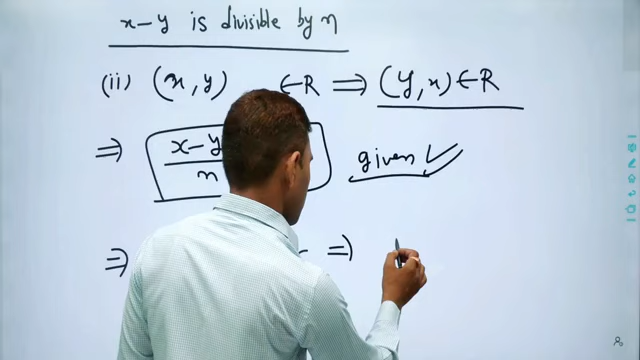 x-y is divisible by n
(ii) (x,y) ∈R ⟹ (y,x)∈R
⟹ x-y
n
given ✓
⟹ ⟹